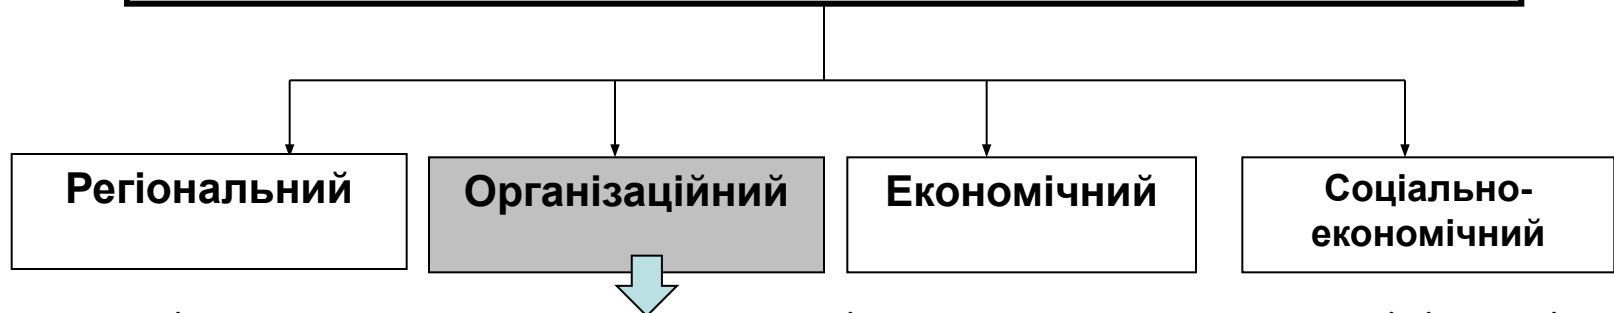 Регіональний
Організаційний
Економічний
Соціально-
економічний